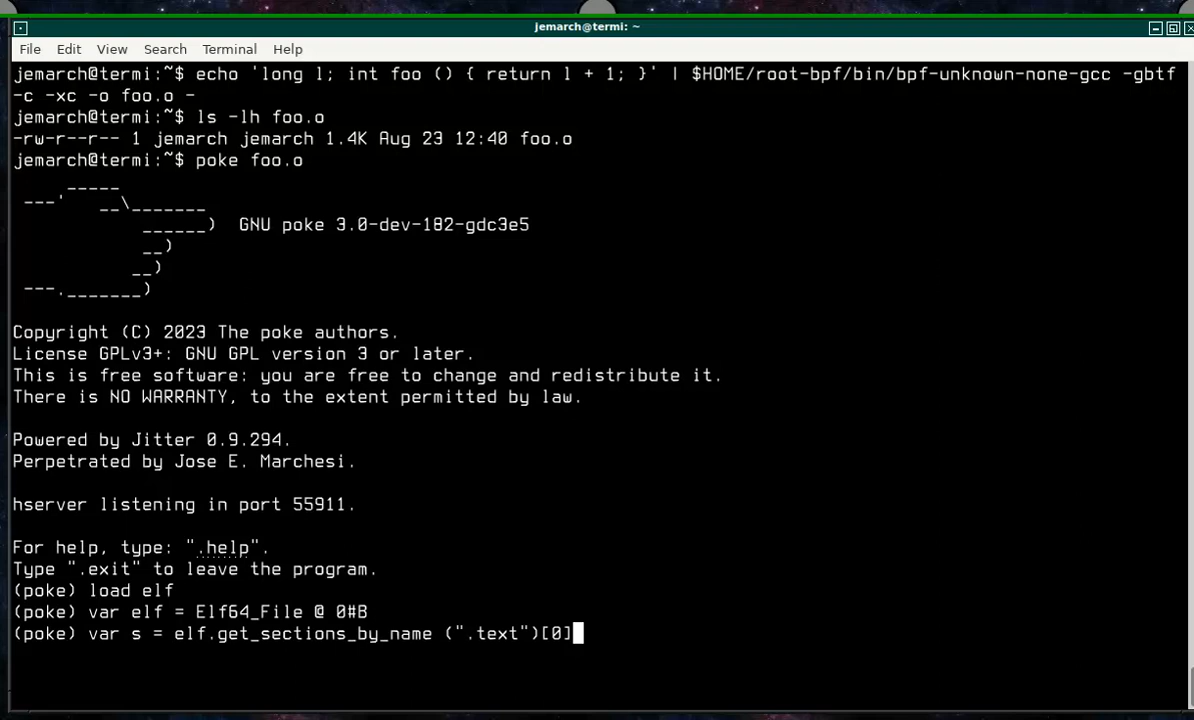 jemarch@termi: ~
File Edit View Search Terminal Help
jemarch@termi:~$ echo 'long l; int foo () { return l + 1; }' | $HOME/root-bpf/bin/bpf-unknown-none-gcc -gbtf
-c -xc -o foo.o -
jemarch@termi:~$ ls -lh foo.o
-rw-r--r-- 1 jemarch jemarch 1.4K Aug 23 12:40 foo.o
jemarch@termi:~$ poke foo.o
     _____
 ---'   __\_______
            ______)  GNU poke 3.0-dev-182-gdc3e5
            __)
           __)
 ---._______)
Copyright (C) 2023 The poke authors.
License GPLv3+: GNU GPL version 3 or later.
This is free software: you are free to change and redistribute it.
There is NO WARRANTY, to the extent permitted by law.
Powered by Jitter 0.9.294.
Perpetrated by Jose E. Marchesi.
hserver listening in port 55911.
For help, type: ".help".
Type ".exit" to leave the program.
(poke) load elf
(poke) var elf = Elf64_File @ 0#B
(poke) var s = elf.get_sections_by_name (".text")[0]